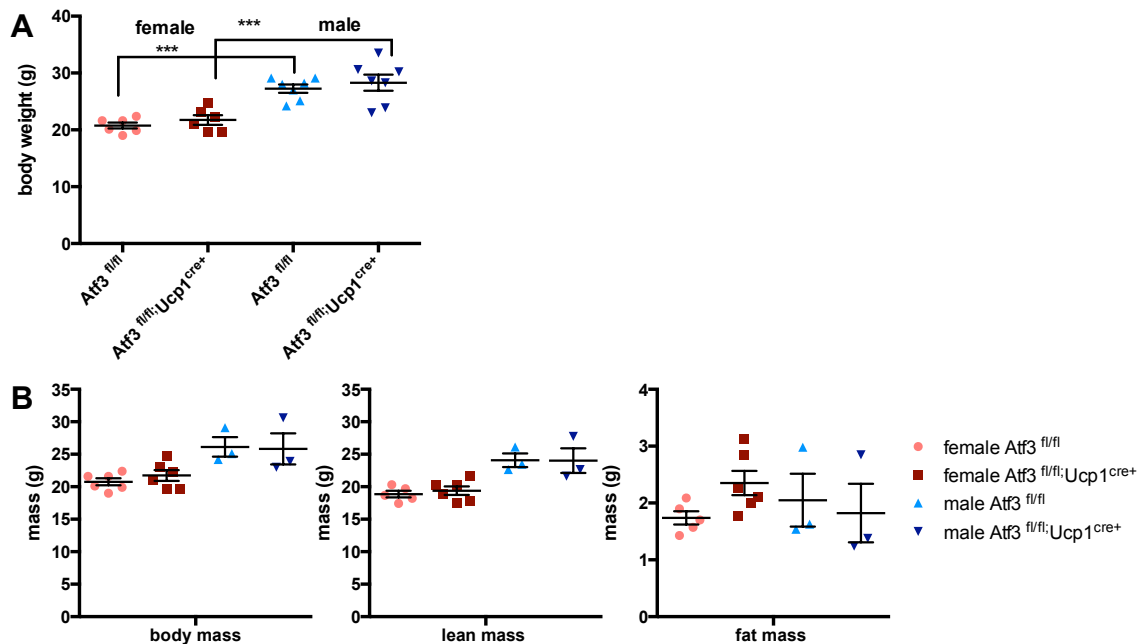 A
female
***
male
***
body weight (g)
40
30
20
10
0
Atf3 fl/fl
Atf3 fl/fl;Ucp1cre+
Atf3 fl/fl
Atf3 fl/fl;Ucp1cre+
B
mass (g)
35
30
25
20
15
10
5
0
body mass
mass (g)
35
30
25
20
15
10
5
0
lean mass
mass (g)
4
3
2
1
0
fat mass
female Atf3 fl/fl
female Atf3 fl/fl;Ucp1cre+
male Atf3 fl/fl
male Atf3 fl/fl;Ucp1cre+